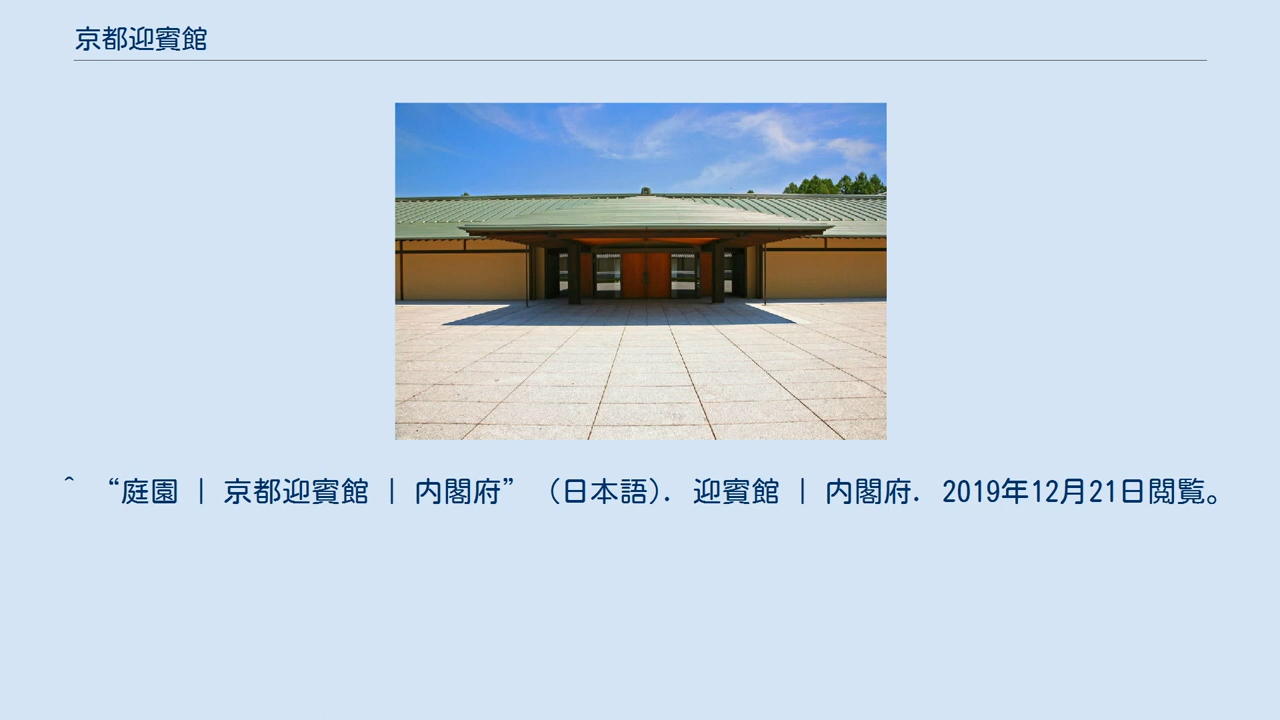 京都迎賓館
^ “庭園 | 京都迎賓館 | 内閣府” (日本語). 迎賓館 | 内閣府. 2019年12月21日閲覧。